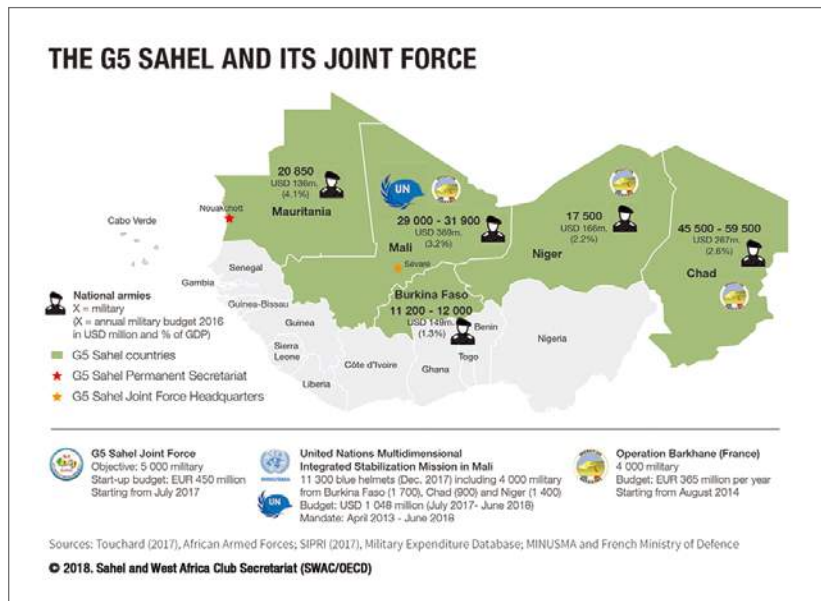 THE G5 SAHEL AND ITS JOINT FORCE
20 850
USD 136m.
(4.1%)
Mauritania
Nouakchott
Cabo Verde
UN
29 000 - 31 900
USD 369m.
(3.2%)
Mali
Sévaré
17 500
USD 166m.
(2.2%)
Niger
45 500 - 59 500
USD 267m.
(2.6%)
Chad
Burkina Faso
11 200 - 12 000
USD 149m.
(1.3%)
Senegal
Gambia
Guinea-Bissau
Guinea
Sierra
Leone
Liberia
Côte d'Ivoire
Ghana
Togo
Benin
Nigeria
National armies
X = military
(X = annual military budget 2016
in USD million and % of GDP)
G5 Sahel countries
G5 Sahel Permanent Secretariat
G5 Sahel Joint Force Headquarters
G5 Sahel Joint Force
Objective: 5 000 military
Start-up budget: EUR 450 million
Starting from July 2017
UN
United Nations Multidimensional
Integrated Stabilization Mission in Mali
11 300 blue helmets (Dec. 2017) including 4 000 military
from Burkina Faso (1 700), Chad (900) and Niger (1 400)
Budget: USD 1 048 million (July 2017- June 2018)
Mandate: April 2013 - June 2018
Operation Barkhane (France)
4 000 military
Budget: EUR 365 million per year
Starting from August 2014
Sources: Touchard (2017), African Armed Forces; SIPRI (2017), Military Expenditure Database; MINUSMA and French Ministry of Defence
© 2018. Sahel and West Africa Club Secretariat (SWAC/OECD)